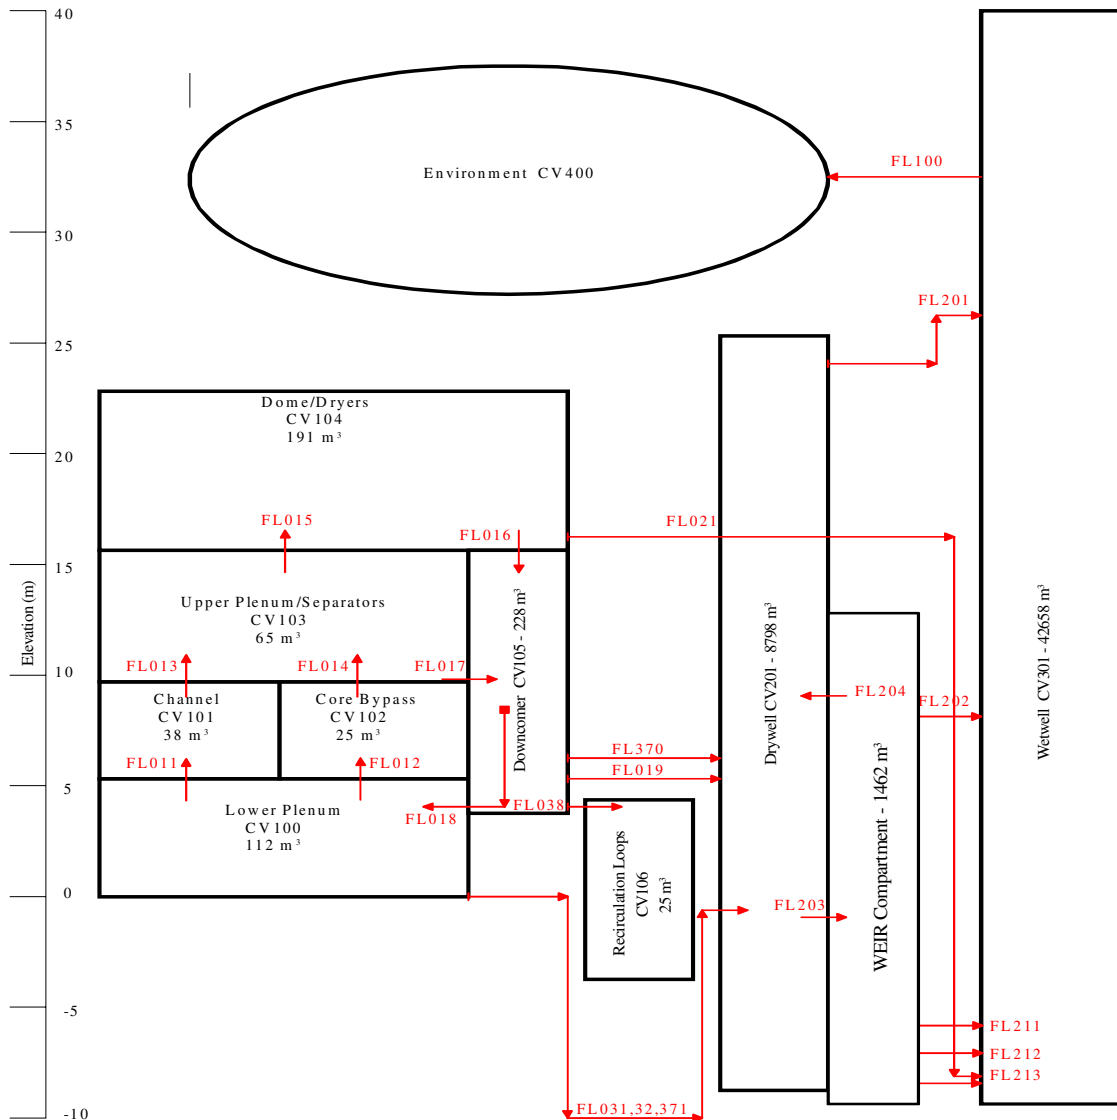 40
35
Environment CV400
FL100
30
FL201
25
Dome/Dryers
CV104
191 m³
20
FL015
FL016
FL021
15
Upper Plenum/Separators
CV103
65 m³
Downcomer CV105 - 228 m³
Drywell CV201 - 8798 m³
Wetwell CV301 - 42658 m³
Elevation (m)
10
FL013
FL014
FL017
FL204
FL202
Channel
CV101
38 m³
Core Bypass
CV102
25 m³
FL011
FL012
FL370
FL019
5
FL018
FL038
Lower Plenum
CV100
112 m³
Recirculation Loops
CV106
25 m³
WEIR Compartment - 1462 m³
0
FL203
-5
FL211
FL212
FL213
FL031,32,371
-10